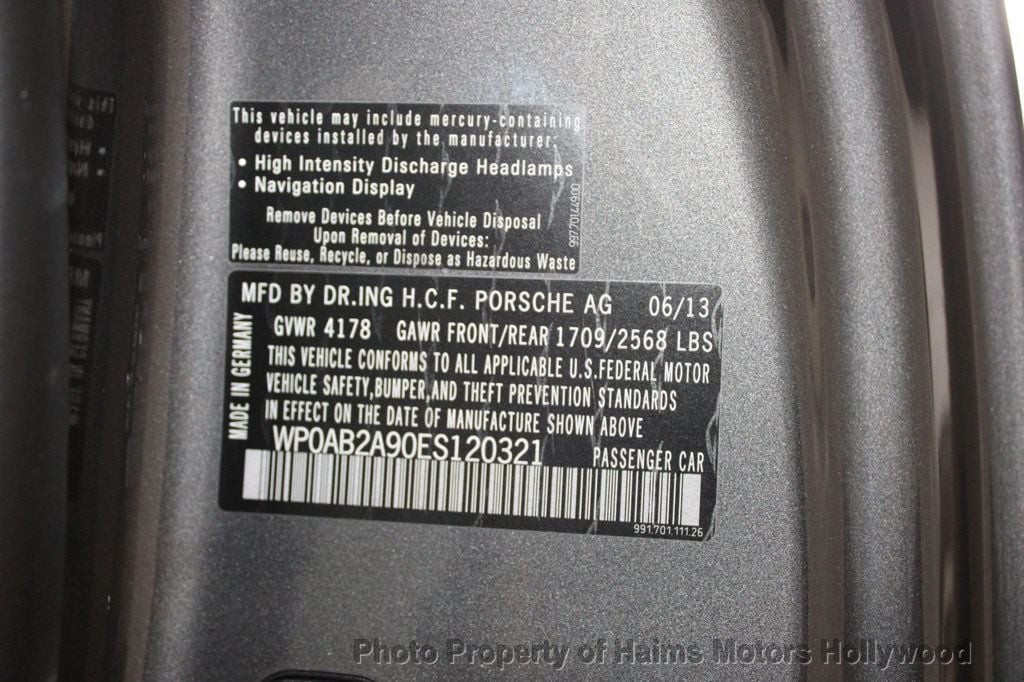 This vehicle may include mercury-containing
devices installed by the manufacturer:
• High Intensity Discharge Headlamps
• Navigation Display
Remove Devices Before Vehicle Disposal
Upon Removal of Devices:
Please Reuse, Recycle, or Dispose as Hazardous Waste
997.701.449.00
MFD BY DR.ING H.C.F. PORSCHE AG 06/13
GVWR 4178 GAWR FRONT/REAR 1709/2568 LBS
THIS VEHICLE CONFORMS TO ALL APPLICABLE U.S.FEDERAL MOTOR
VEHICLE SAFETY,BUMPER,AND THEFT PREVENTION STANDARDS
IN EFFECT ON THE DATE OF MANUFACTURE SHOWN ABOVE
MADE IN GERMANY
WP0AB2A90ES120321 PASSENGER CAR
991.701.111.26
Photo Property of Haims Motors Hollywood